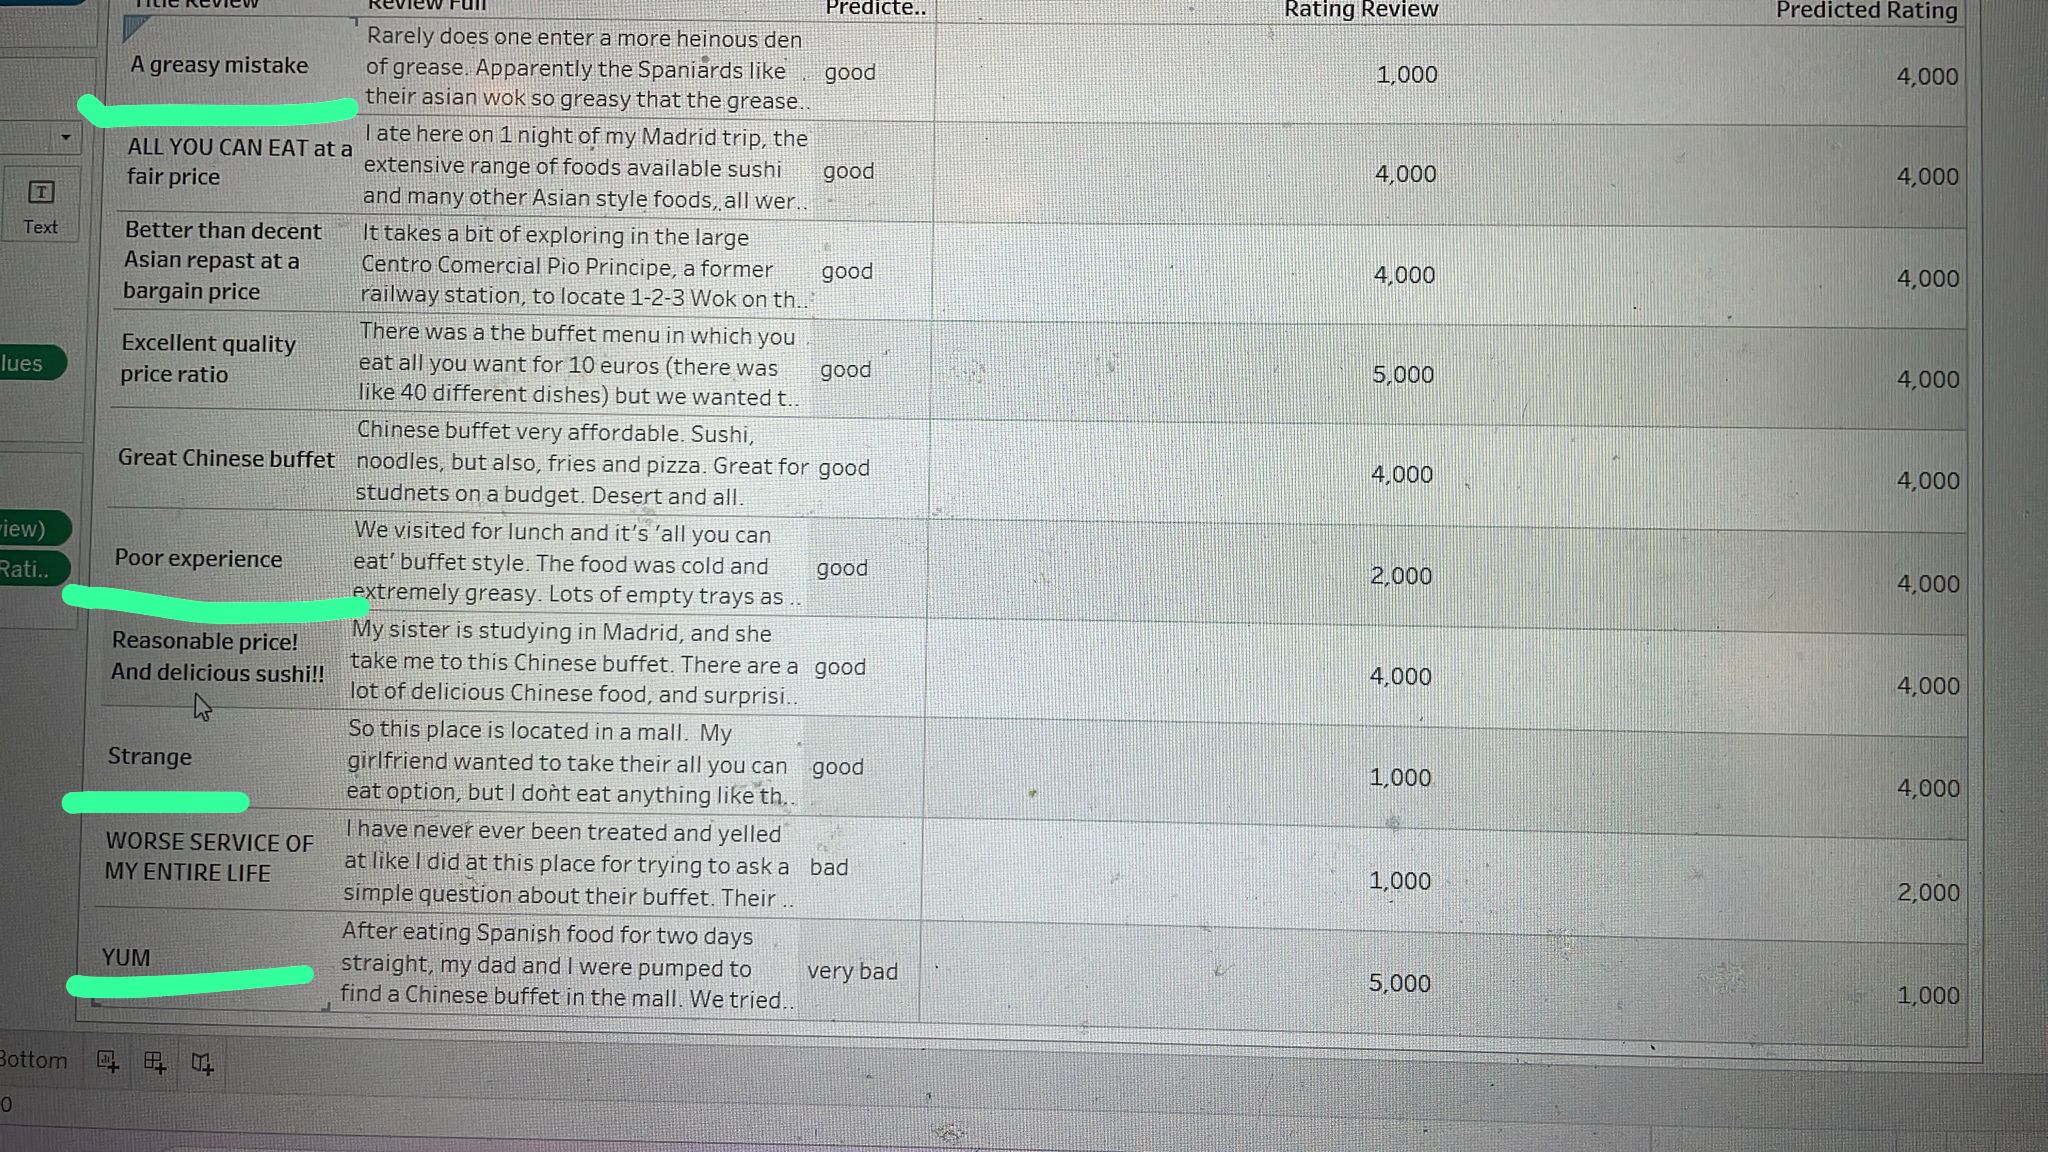 Title Review Review Full Predicte.. Rating Review Predicted Rating
A greasy mistake
Rarely does one enter a more heinous den
of grease. Apparently the Spaniards like
their asian wok so greasy that the grease..
good 1,000 4,000
ALL YOU CAN EAT at a
fair price
I ate here on 1 night of my Madrid trip, the
extensive range of foods available sushi
and many other Asian style foods, all wer..
good 4,000 4,000
Better than decent
Asian repast at a
bargain price
It takes a bit of exploring in the large
Centro Comercial Pio Principe, a former
railway station, to locate 1-2-3 Wok on th..
good 4,000 4,000
Excellent quality
price ratio
There was a the buffet menu in which you
eat all you want for 10 euros (there was
like 40 different dishes) but we wanted t..
good 5,000 4,000
Great Chinese buffet
Chinese buffet very affordable. Sushi,
noodles, but also, fries and pizza. Great for
studnets on a budget. Desert and all.
good 4,000 4,000
Poor experience
We visited for lunch and it's 'all you can
eat' buffet style. The food was cold and
extremely greasy. Lots of empty trays as ..
good 2,000 4,000
Reasonable price!
And delicious sushi!!
My sister is studying in Madrid, and she
take me to this Chinese buffet. There are a
lot of delicious Chinese food, and surprisi..
good 4,000 4,000
Strange
So this place is located in a mall. My
girlfriend wanted to take their all you can
eat option, but I dont eat anything like th..
good 1,000 4,000
WORSE SERVICE OF
MY ENTIRE LIFE
I have never ever been treated and yelled
at like I did at this place for trying to ask a
simple question about their buffet. Their ..
bad 1,000 2,000
YUM
After eating Spanish food for two days
straight, my dad and I were pumped to
find a Chinese buffet in the mall. We tried..
very bad 5,000 1,000
T
Text
lues
iew)
Rati..
Bottom
0